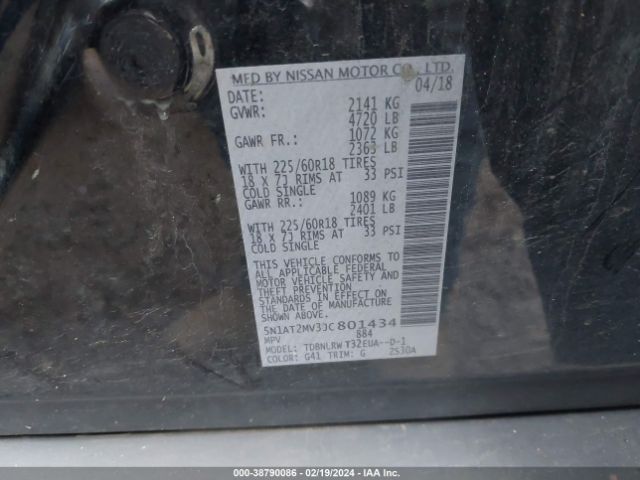 MFD BY NISSAN MOTOR CO., LTD.
DATE: 04/18
GVWR: 2141 KG
4720 LB
GAWR FR.: 1072 KG
2363 LB
WITH 225/60R18 TIRES
18 X 7J RIMS AT 33 PSI
COLD SINGLE
GAWR RR.: 1089 KG
2401 LB
WITH 225/60R18 TIRES
18 X 7J RIMS AT 33 PSI
COLD SINGLE
THIS VEHICLE CONFORMS TO
ALL APPLICABLE FEDERAL
MOTOR VEHICLE SAFETY AND
THEFT PREVENTION
STANDARDS IN EFFECT ON
THE DATE OF MANUFACTURE
SHOWN ABOVE.
5N1AT2MV3JC801434
MPV 884
MODEL: TDBNLRW T32EUA--D-1
COLOR: G41 TRIM: G 2S30A
000-38790086 - 02/19/2024 - IAA Inc.